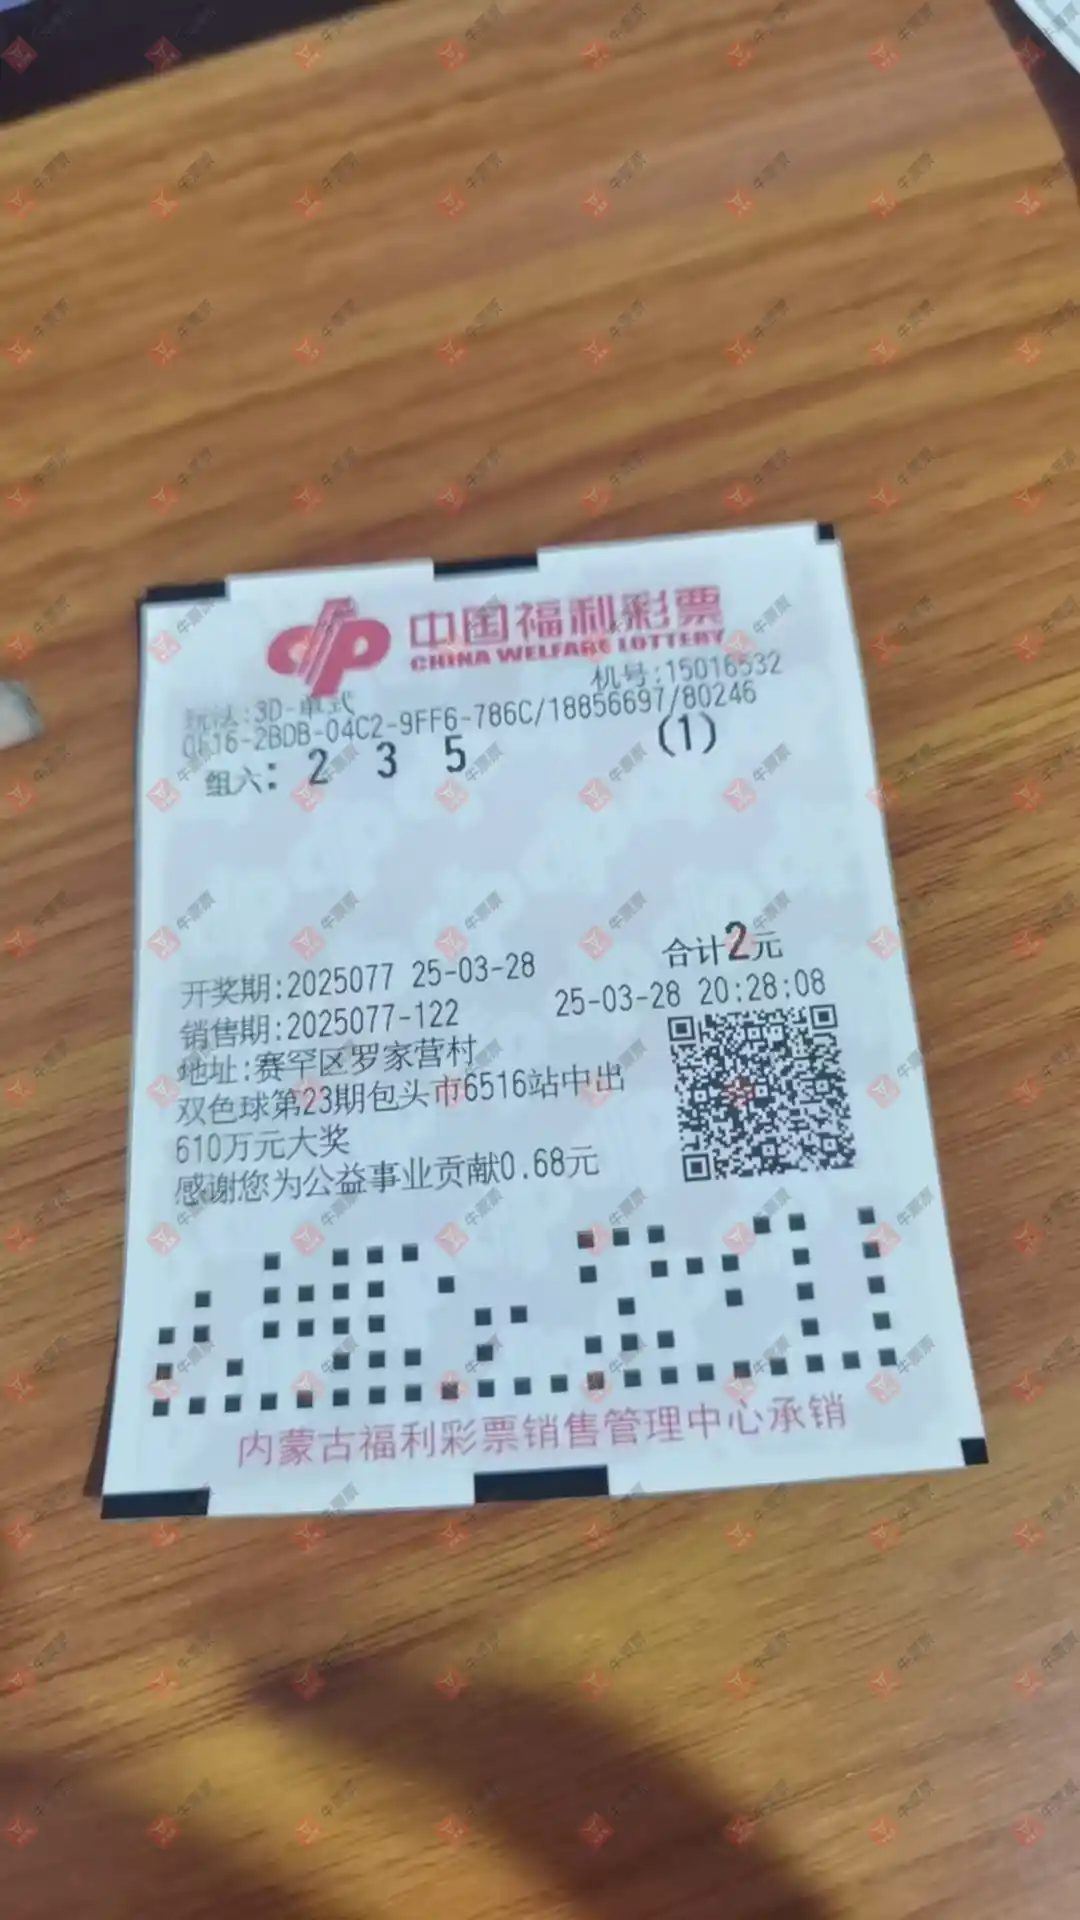 中国福利彩票
CHINA WELFARE LOTTERY
机号:15016532
玩法:3D-单式
0616-2BDB-04C2-9FF6-786C/18856697/80246
组六: 2 3 5 (1)
合计2元
开奖期:2025077 25-03-28
销售期:2025077-122 25-03-28 20:28:08
地址:赛罕区罗家营村
双色球第23期包头市6516站中出
610万元大奖
感谢您为公益事业贡献0.68元
内蒙古福利彩票销售管理中心承销
牛票票